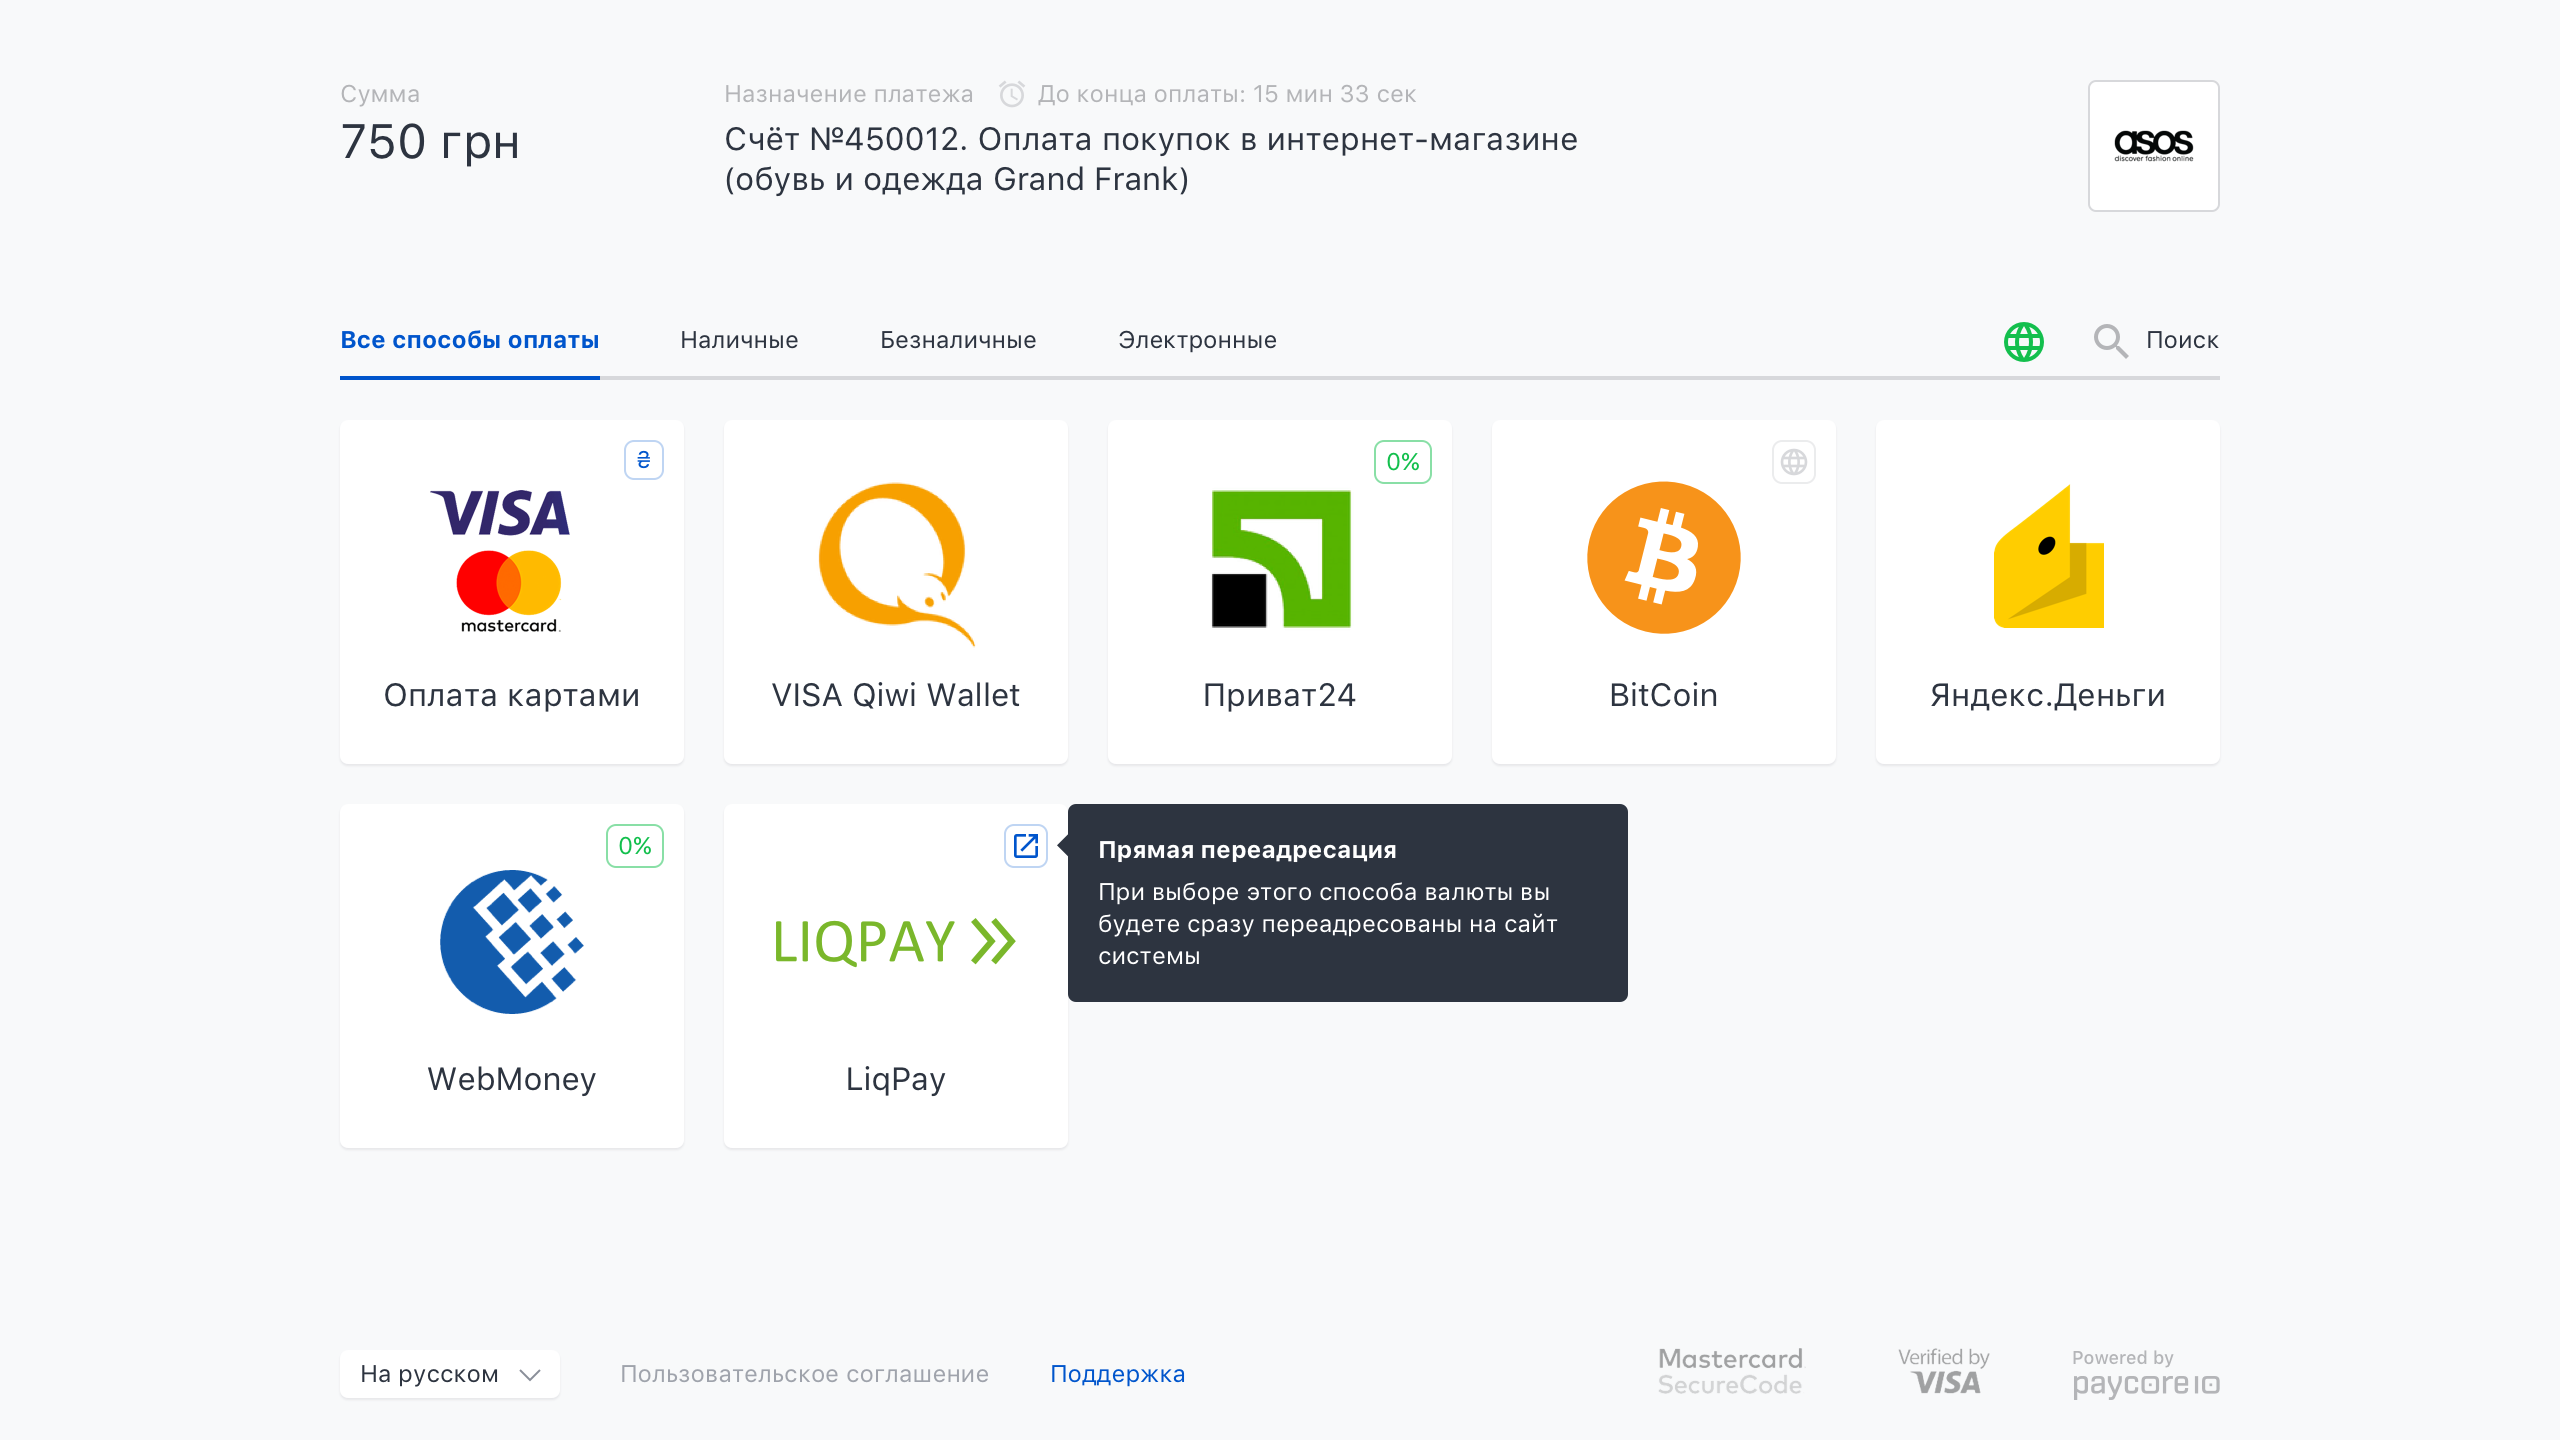 Сумма
750 грн
Назначение платежа
До конца оплаты: 15 мин 33 сек
Счёт №450012. Оплата покупок в интернет-магазине
(обувь и одежда Grand Frank)
asos
discover fashion online
Все способы оплаты
Наличные
Безналичные
Электронные
Поиск
₴
VISA
mastercard.
Оплата картами
VISA Qiwi Wallet
0%
Приват24
BitCoin
Яндекс.Деньги
0%
WebMoney
LIQPAY
LiqPay
Прямая переадресация
При выборе этого способа валюты вы
будете сразу переадресованы на сайт
системы
На русском
Пользовательское соглашение
Поддержка
Mastercard
SecureCode
Verified by
VISA
Powered by
paycore io